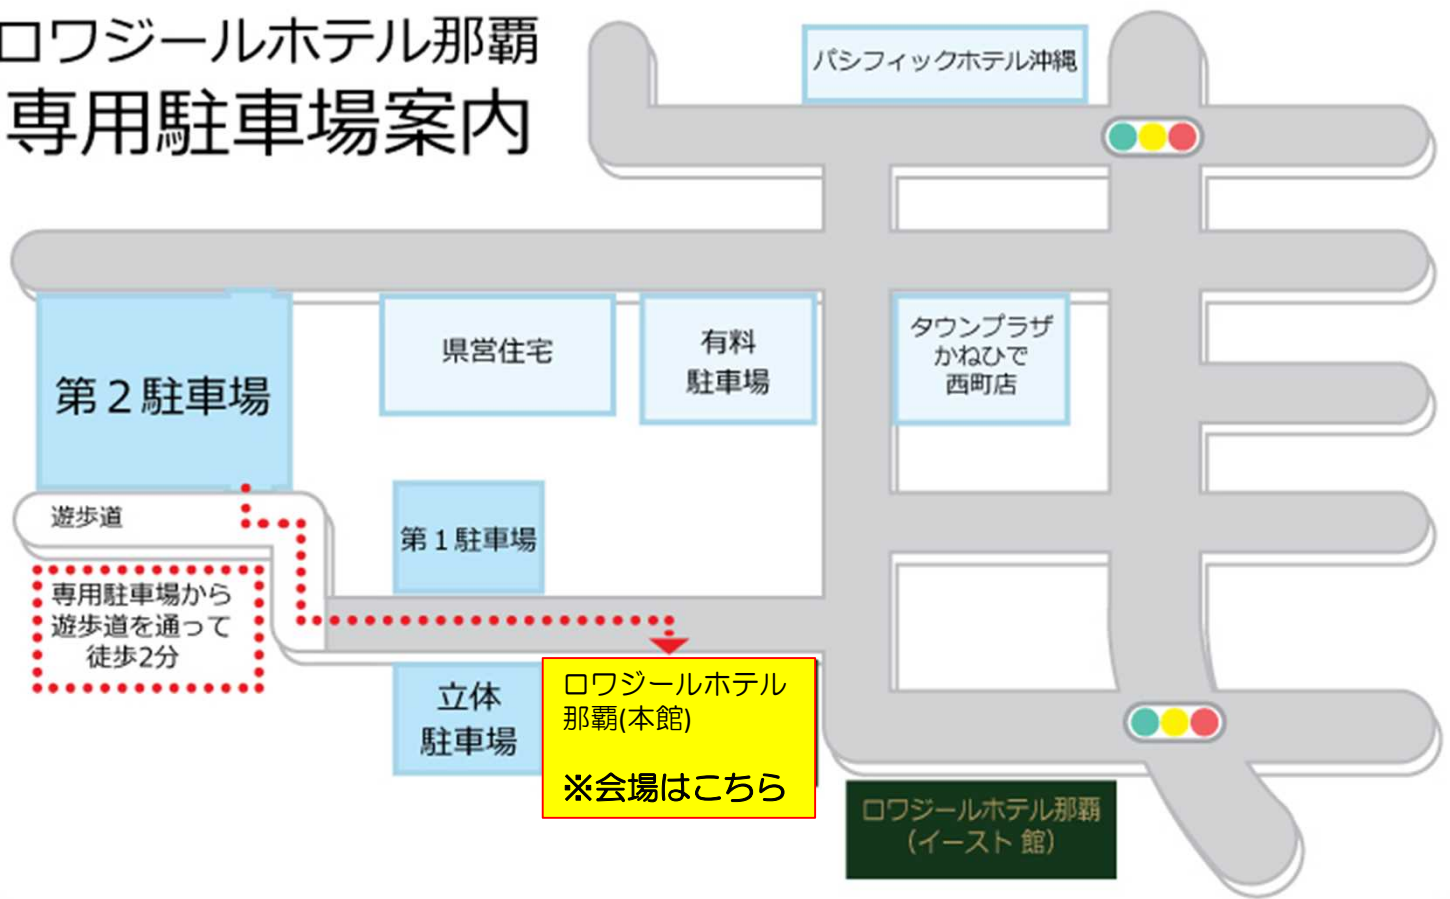 ロワジールホテル那覇
専用駐車場案内
パシフィックホテル沖縄
第２駐車場
県営住宅
有料
駐車場
タウンプラザ
かねひで
西町店
遊歩道
第１駐車場
専用駐車場から
遊歩道を通って
徒歩2分
立体
駐車場
ロワジールホテル
那覇(本館)
※会場はこちら
ロワジールホテル那覇
（イースト 館）